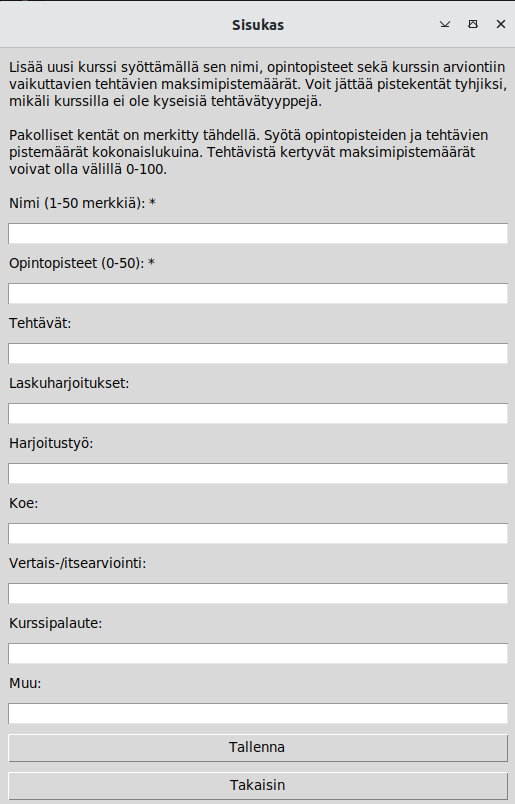 Sisukas
Lisää uusi kurssi syöttämällä sen nimi, opintopisteet sekä kurssin arviontiin
vaikuttavien tehtävien maksimipistemäärät. Voit jättää pistekentät tyhjiksi,
mikäli kurssilla ei ole kyseisiä tehtävätyyppejä.
Pakolliset kentät on merkitty tähdellä. Syötä opintopisteiden ja tehtävien
pistemäärät kokonaislukuina. Tehtävistä kertyvät maksimipistemäärät
voivat olla välillä 0-100.
Nimi (1-50 merkkiä): *
Opintopisteet (0-50): *
Tehtävät:
Laskuharjoitukset:
Harjoitustyö:
Koe:
Vertais-/itsearviointi:
Kurssipalaute:
Muu:
Tallenna
Takaisin